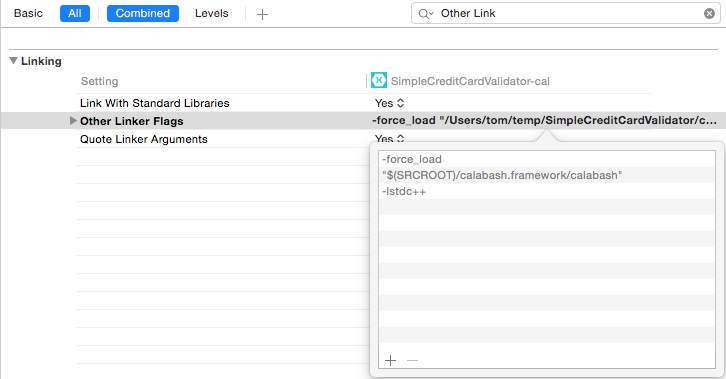 Basic All Combined Levels + Other Link
Linking
Setting SimpleCreditCardValidator-cal
Link With Standard Libraries Yes
Other Linker Flags -force_load "/Users/tom/temp/SimpleCreditCardValidator/c...
Quote Linker Arguments Yes
-force_load
"$(SRCROOT)/calabash.framework/calabash"
-lstdc++